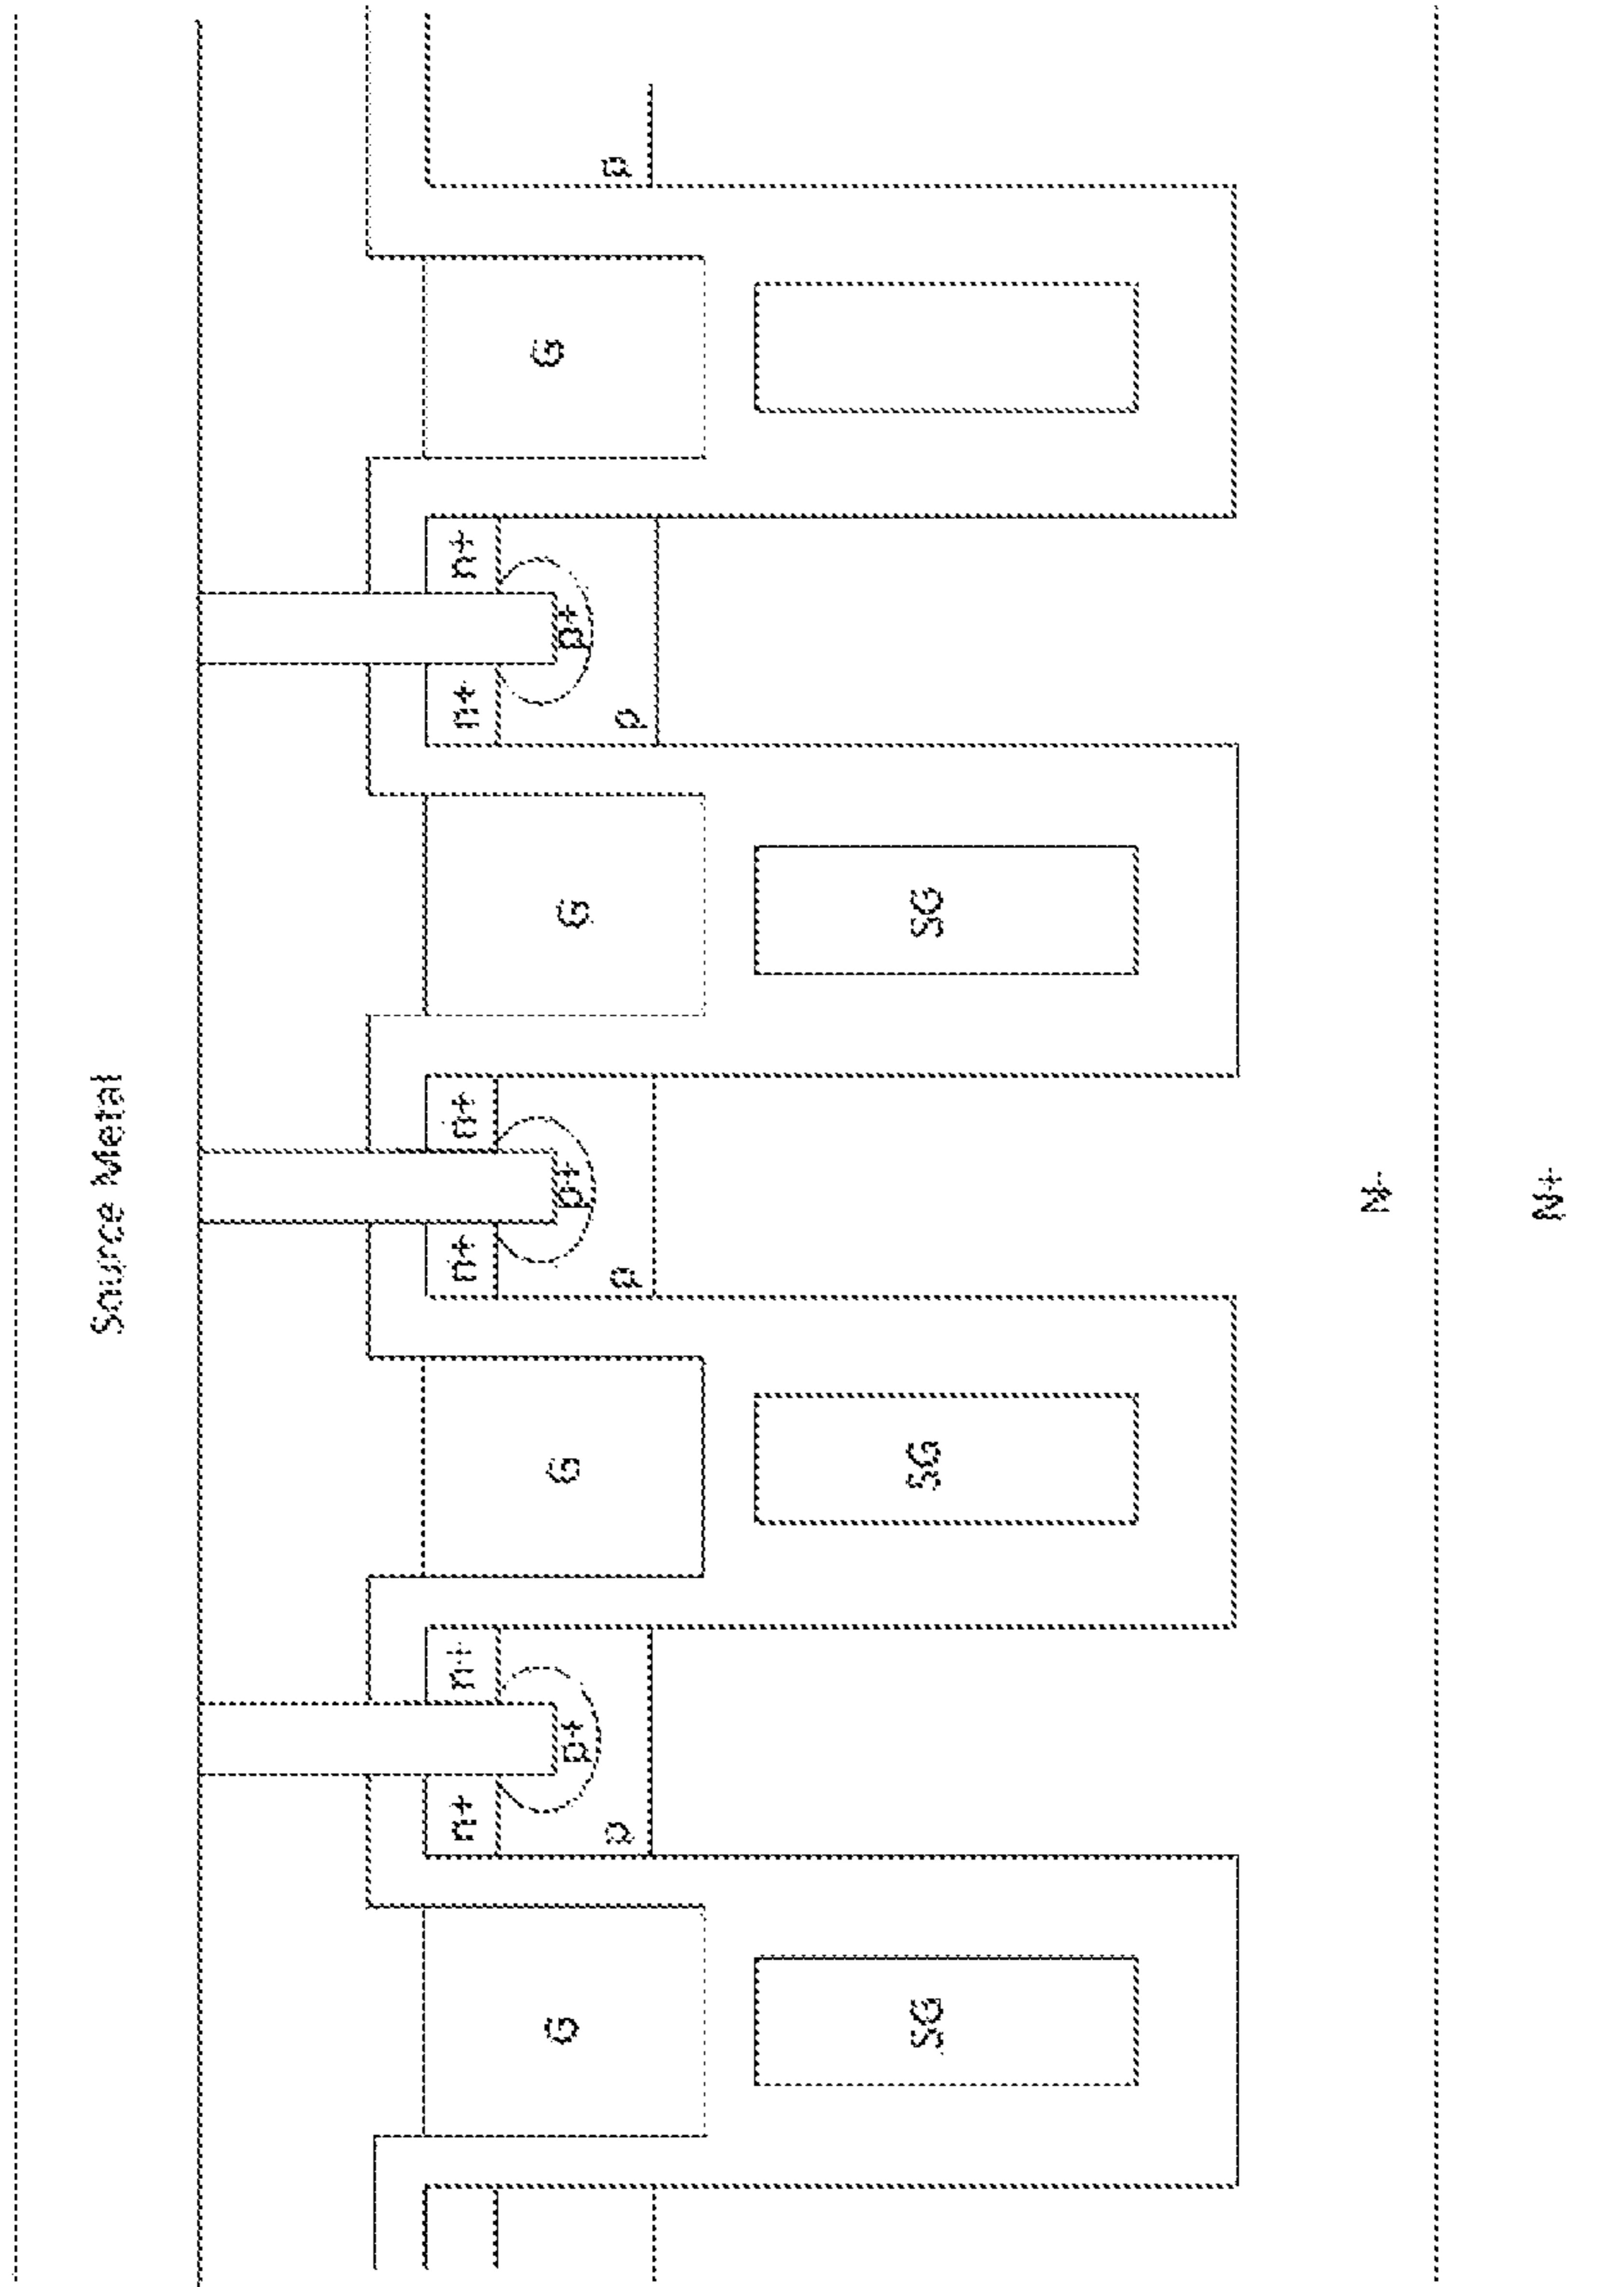 Source Metal
n+ n+ n+ n+ n+ n+
G p+ G p+ G p+ G
p p p p
SG SG SG
N-
N+